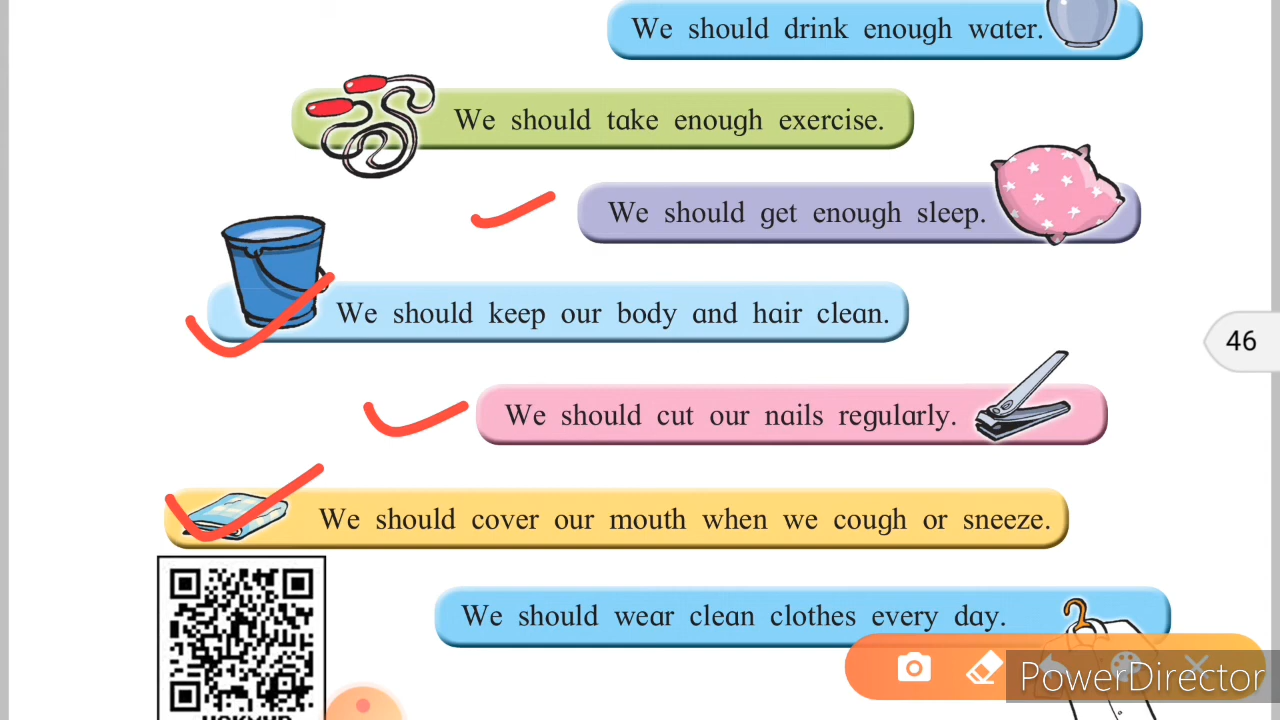 We should drink enough water.
We should take enough exercise.
We should get enough sleep.
We should keep our body and hair clean.
46
We should cut our nails regularly.
We should cover our mouth when we cough or sneeze.
We should wear clean clothes every day.
PowerDirector